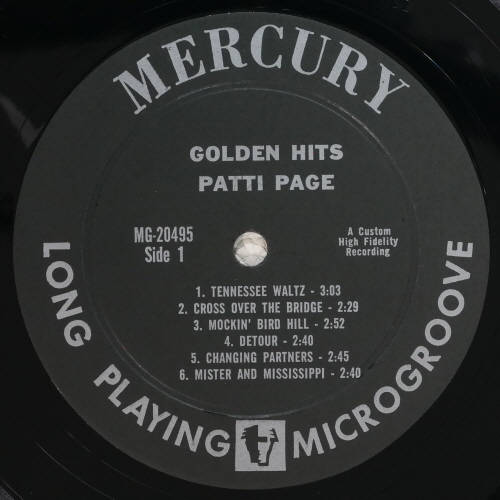 MERCURY
GOLDEN HITS
PATTI PAGE
MG-20495
Side 1
A Custom
High Fidelity
Recording
1. TENNESSEE WALTZ - 3:03
2. CROSS OVER THE BRIDGE - 2:29
3. MOCKIN' BIRD HILL - 2:52
4. DETOUR - 2:40
5. CHANGING PARTNERS - 2:45
6. MISTER AND MISSISSIPPI - 2:40
LONG PLAYING MICROGROOVE